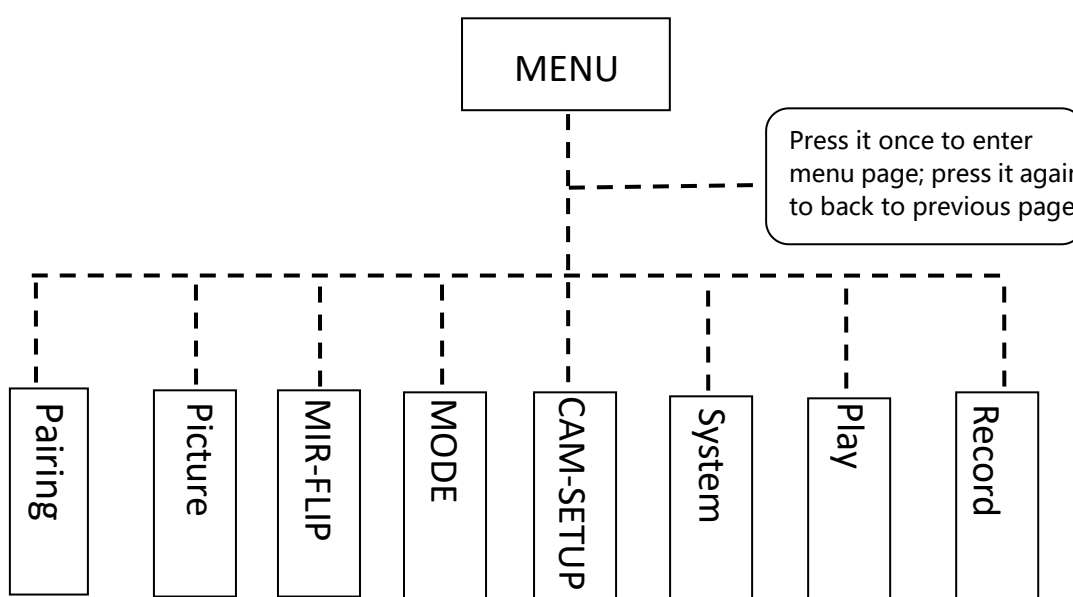 MENU
Press it once to enter
menu page; press it again
to back to previous page
Pairing
Picture
MIR-FLIP
MODE
CAM-SETUP
System
Play
Record